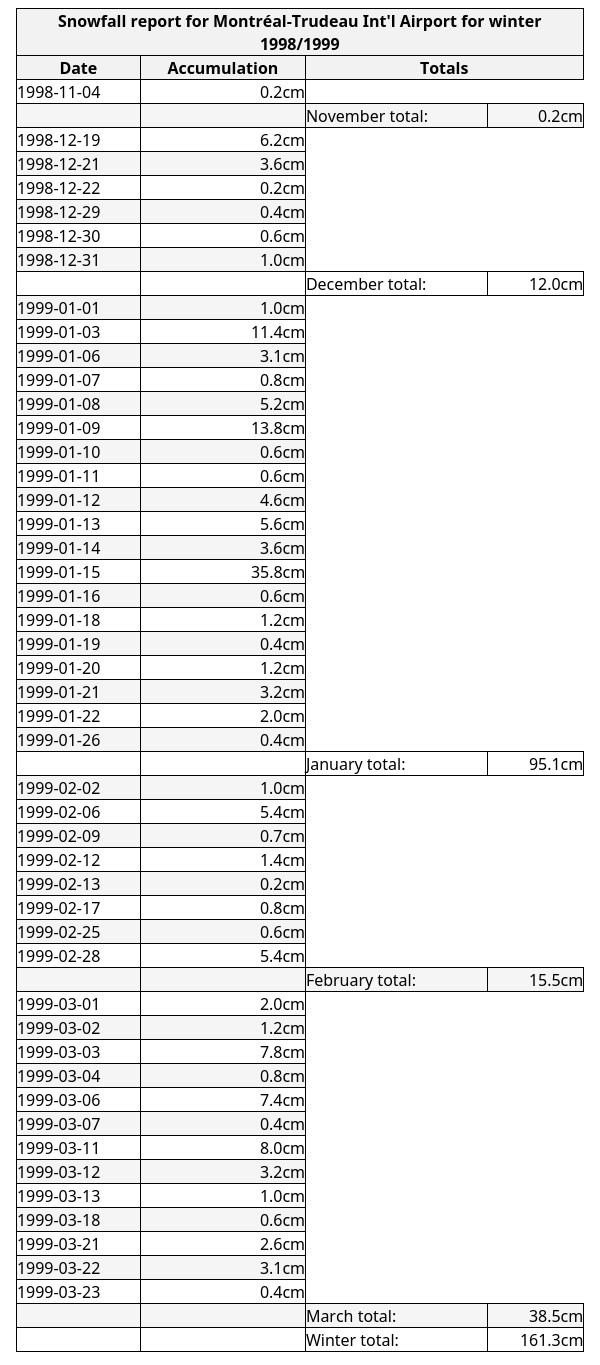 Snowfall report for Montréal-Trudeau Int'l Airport for winter
1998/1999
Date Accumulation Totals
1998-11-04 0.2cm
November total: 0.2cm
1998-12-19 6.2cm
1998-12-21 3.6cm
1998-12-22 0.2cm
1998-12-29 0.4cm
1998-12-30 0.6cm
1998-12-31 1.0cm
December total: 12.0cm
1999-01-01 1.0cm
1999-01-03 11.4cm
1999-01-06 3.1cm
1999-01-07 0.8cm
1999-01-08 5.2cm
1999-01-09 13.8cm
1999-01-10 0.6cm
1999-01-11 0.6cm
1999-01-12 4.6cm
1999-01-13 5.6cm
1999-01-14 3.6cm
1999-01-15 35.8cm
1999-01-16 0.6cm
1999-01-18 1.2cm
1999-01-19 0.4cm
1999-01-20 1.2cm
1999-01-21 3.2cm
1999-01-22 2.0cm
1999-01-26 0.4cm
January total: 95.1cm
1999-02-02 1.0cm
1999-02-06 5.4cm
1999-02-09 0.7cm
1999-02-12 1.4cm
1999-02-13 0.2cm
1999-02-17 0.8cm
1999-02-25 0.6cm
1999-02-28 5.4cm
February total: 15.5cm
1999-03-01 2.0cm
1999-03-02 1.2cm
1999-03-03 7.8cm
1999-03-04 0.8cm
1999-03-06 7.4cm
1999-03-07 0.4cm
1999-03-11 8.0cm
1999-03-12 3.2cm
1999-03-13 1.0cm
1999-03-18 0.6cm
1999-03-21 2.6cm
1999-03-22 3.1cm
1999-03-23 0.4cm
March total: 38.5cm
Winter total: 161.3cm